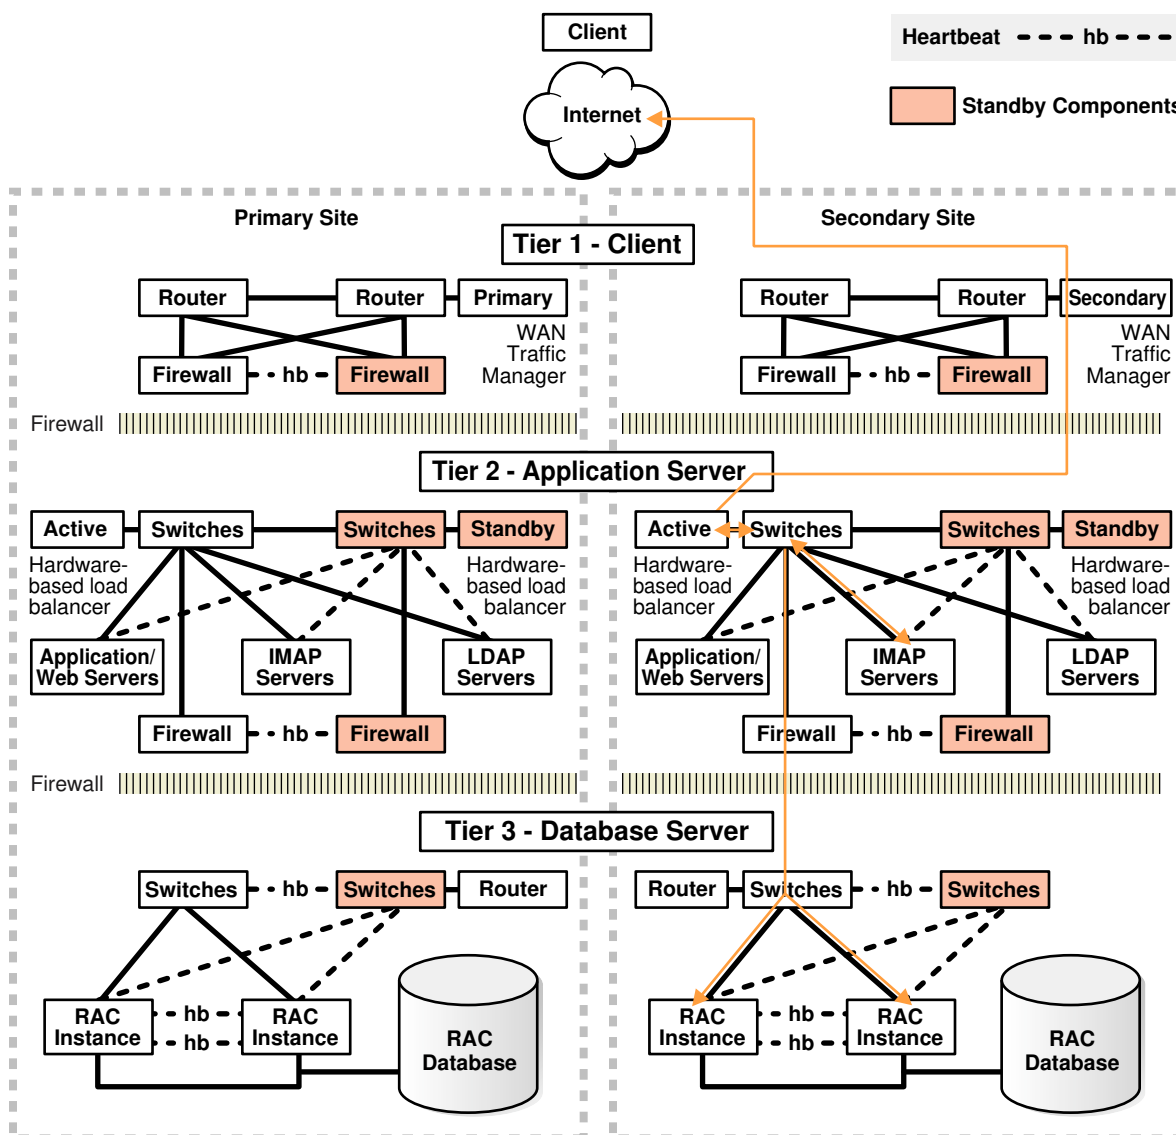 Client
Heartbeat hb
Internet
Standby Components
Primary Site
Secondary Site
Tier 1 - Client
Router
Router
Primary
Router
Router
Secondary
WAN
Traffic
Manager
WAN
Traffic
Manager
Firewall
hb
Firewall
Firewall
hb
Firewall
Firewall
Tier 2 - Application Server
Active
Switches
Switches
Standby
Active
Switches
Switches
Standby
Hardware-
based load
balancer
Hardware-
based load
balancer
Hardware-
based load
balancer
Hardware-
based load
balancer
Application/
Web Servers
IMAP
Servers
LDAP
Servers
Application/
Web Servers
IMAP
Servers
LDAP
Servers
Firewall
hb
Firewall
Firewall
hb
Firewall
Firewall
Tier 3 - Database Server
Switches
hb
Switches
Router
Router
Switches
hb
Switches
RAC
Instance
hb
hb
RAC
Instance
RAC
Database
RAC
Instance
hb
hb
RAC
Instance
RAC
Database